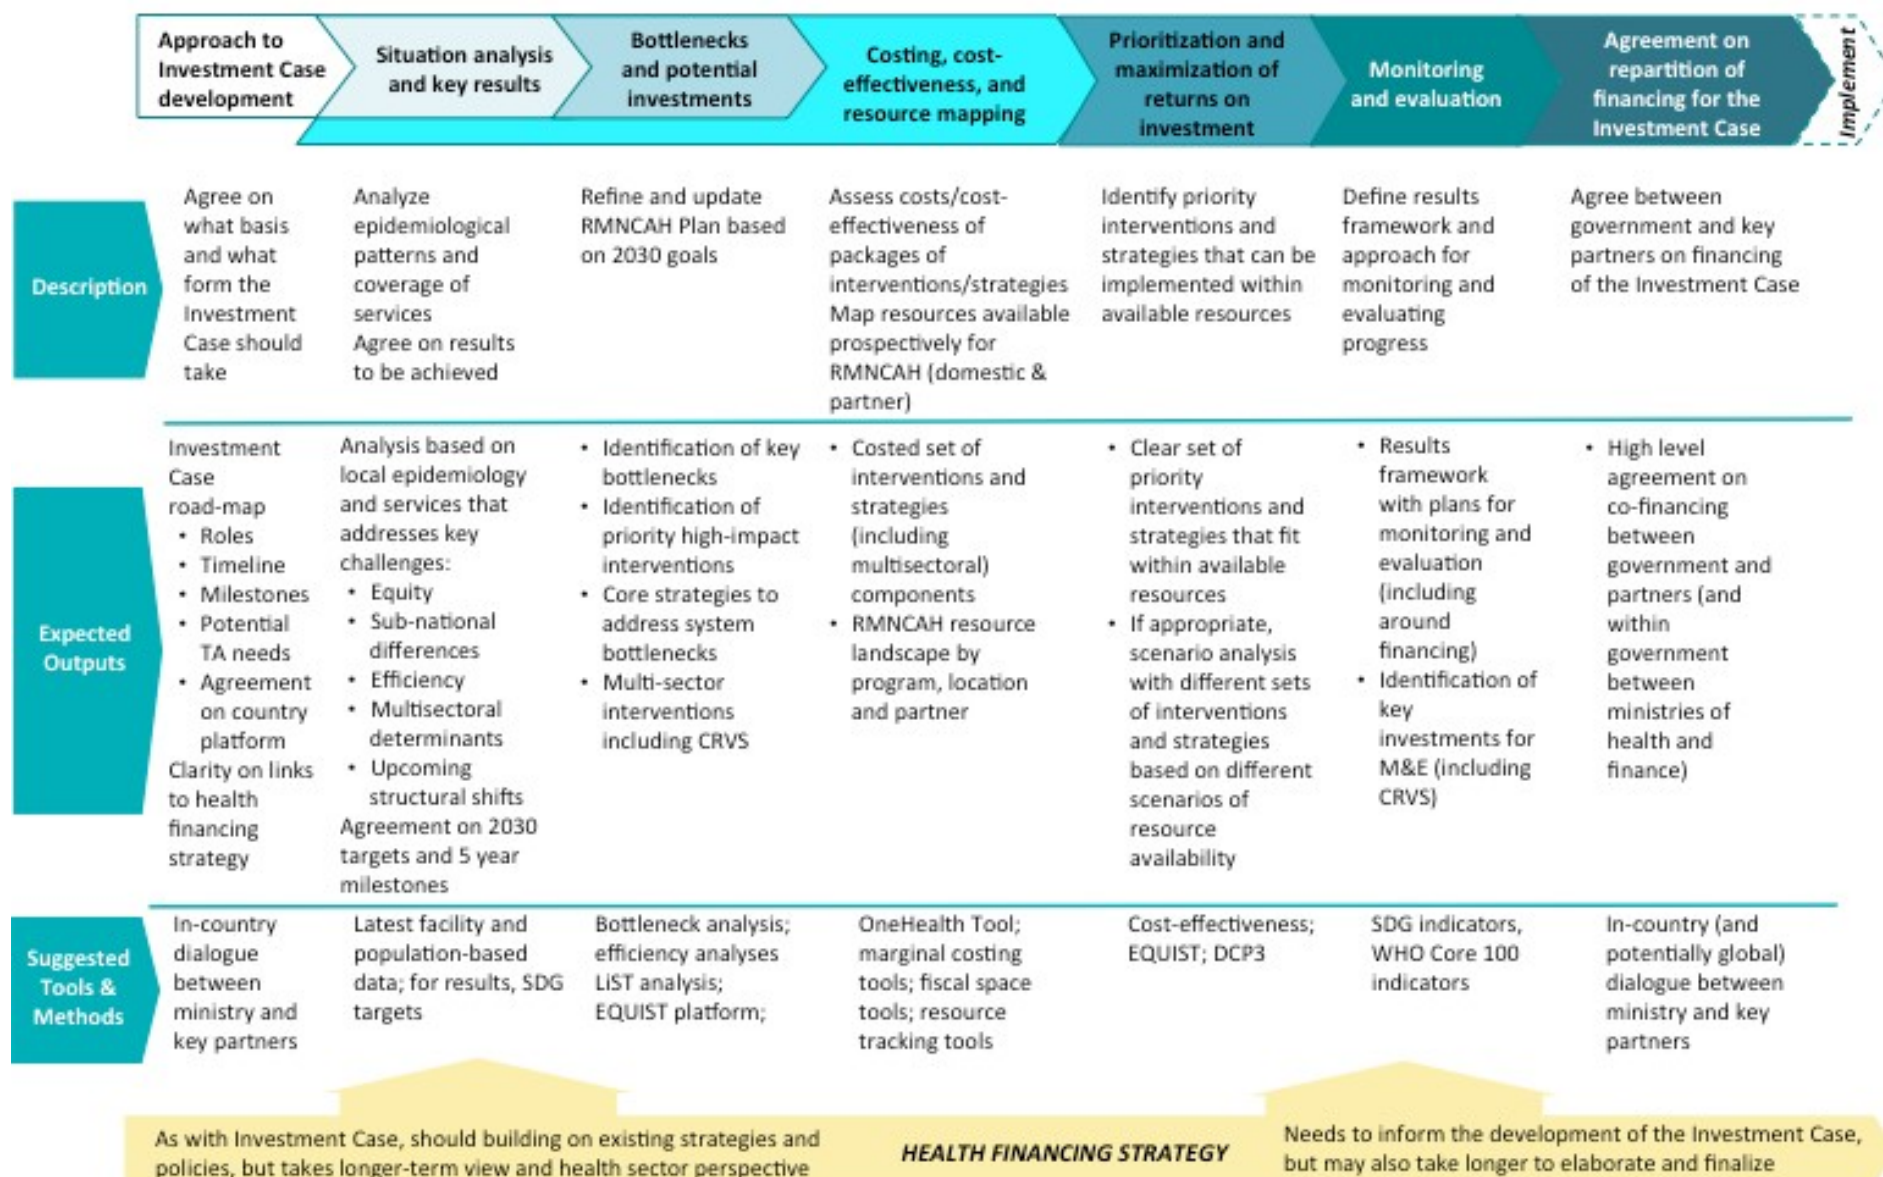 Approach to
Investment Case
development
Situation analysis
and key results
Bottlenecks
and potential
investments
Costing, cost-
effectiveness, and
resource mapping
Prioritization and
maximization of
returns on
investment
Monitoring
and evaluation
Agreement on
repartition of
financing for the
Investment Case
Implement
Description
Agree on
what basis
and what
form the
Investment
Case should
take
Analyze
epidemiological
patterns and
coverage of
services
Agree on results
to be achieved
Refine and update
RMNCAH Plan based
on 2030 goals
Assess costs/cost-
effectiveness of
packages of
interventions/strategies
Map resources available
prospectively for
RMNCAH (domestic &
partner)
Identify priority
interventions and
strategies that can be
implemented within
available resources
Define results
framework and
approach for
monitoring and
evaluating
progress
Agree between
government and key
partners on financing
of the Investment Case
Expected
Outputs
Investment
Case
road-map
• Roles
• Timeline
• Milestones
• Potential
TA needs
• Agreement
on country
platform
Clarity on links
to health
financing
strategy
Analysis based on
local epidemiology
and services that
addresses key
challenges:
• Equity
• Sub-national
differences
• Efficiency
• Multisectoral
determinants
• Upcoming
structural shifts
Agreement on 2030
targets and 5 year
milestones
• Identification of key
bottlenecks
• Identification of
priority high-impact
interventions
• Core strategies to
address system
bottlenecks
• Multi-sector
interventions
including CRVS
• Costed set of
interventions and
strategies
(including
multisectoral)
components
• RMNCAH resource
landscape by
program, location
and partner
• Clear set of
priority
interventions and
strategies that fit
within available
resources
• If appropriate,
scenario analysis
with different sets
of interventions
and strategies
based on different
scenarios of
resource
availability
• Results
framework
with plans for
monitoring and
evaluation
(including
around
financing)
• Identification of
key
investments for
M&E (including
CRVS)
• High level
agreement on
co-financing
between
government and
partners (and
within
government
between
ministries of
health and
finance)
Suggested
Tools &
Methods
In-country
dialogue
between
ministry and
key partners
Latest facility and
population-based
data; for results, SDG
targets
Bottleneck analysis;
efficiency analyses
LiST analysis;
EQUIST platform;
OneHealth Tool;
marginal costing
tools; fiscal space
tools; resource
tracking tools
Cost-effectiveness;
EQUIST; DCP3
SDG indicators,
WHO Core 100
indicators
In-country (and
potentially global)
dialogue between
ministry and key
partners
As with Investment Case, should building on existing strategies and
policies, but takes longer-term view and health sector perspective
HEALTH FINANCING STRATEGY
Needs to inform the development of the Investment Case,
but may also take longer to elaborate and finalize